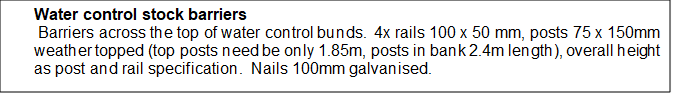 Water control stock barriers
Barriers across the top of water control bunds.  4x rails 100 x 50 mm, posts 75 x 150mm
weather topped (top posts need be only 1.85m, posts in bank 2.4m length), overall height
as post and rail specification.  Nails 100mm galvanised.